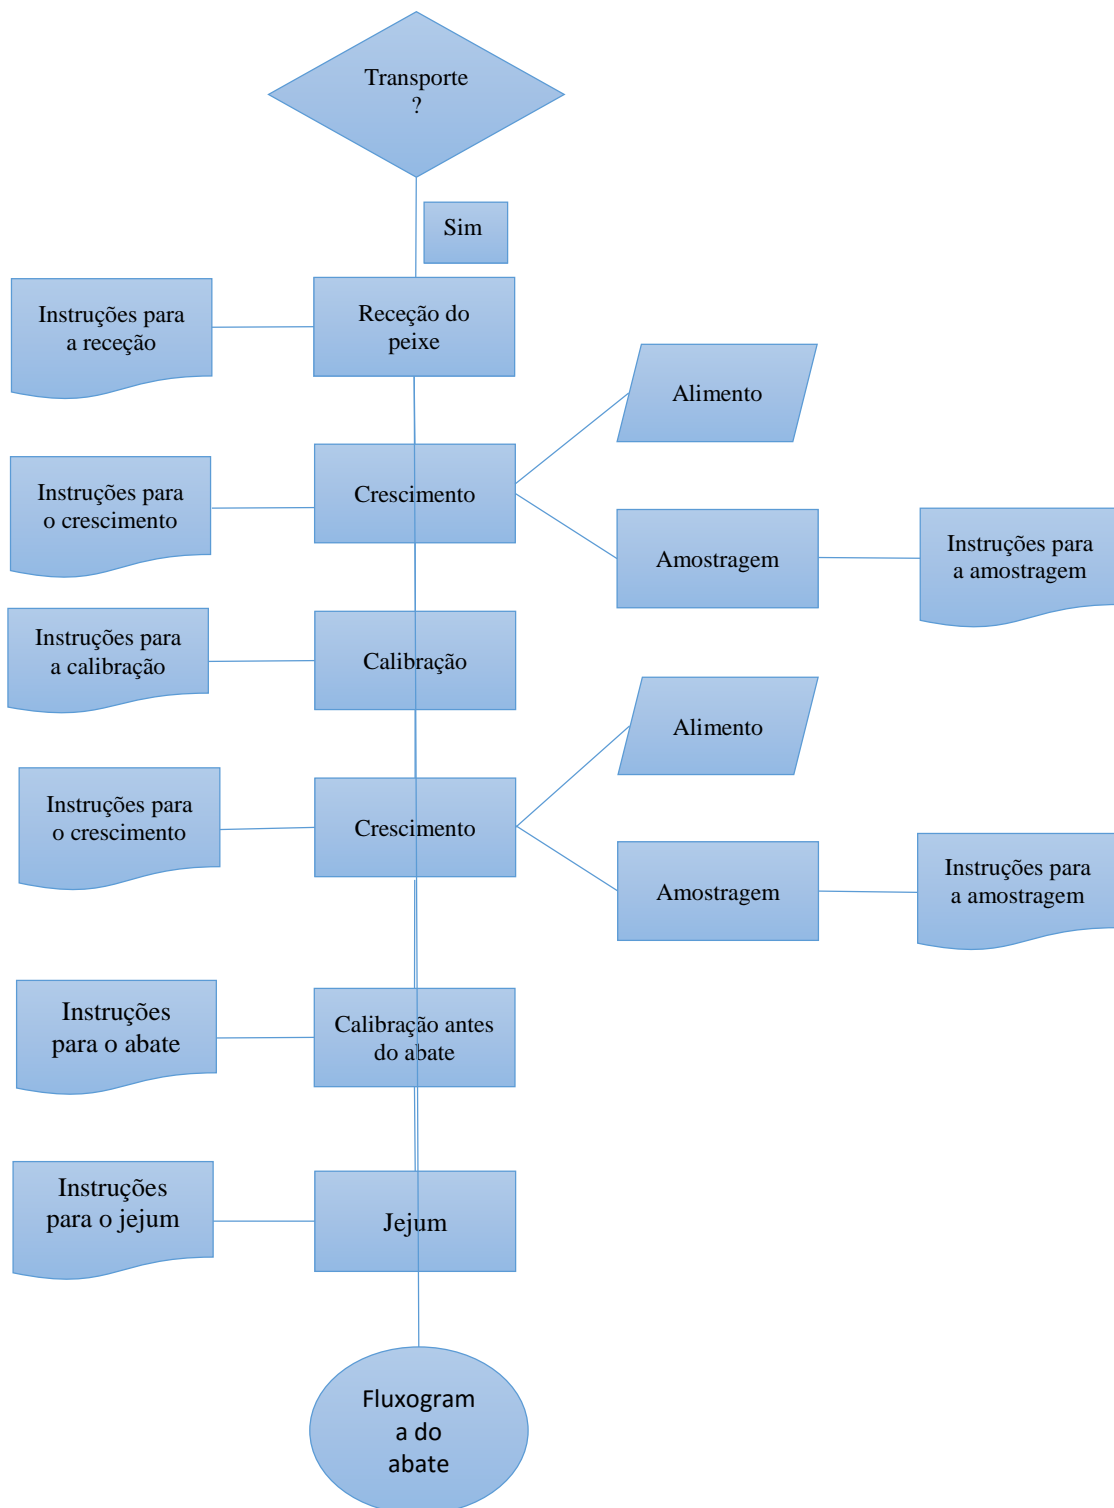 Transporte
?
Sim
Instruções para
a receção
Receção do
peixe
Alimento
Instruções para
o crescimento
Crescimento
Amostragem
Instruções para
a amostragem
Instruções para
a calibração
Calibração
Alimento
Instruções para
o crescimento
Crescimento
Amostragem
Instruções para
a amostragem
Instruções
para o abate
Calibração antes
do abate
Instruções
para o jejum
Jejum
Fluxogram
a do
abate